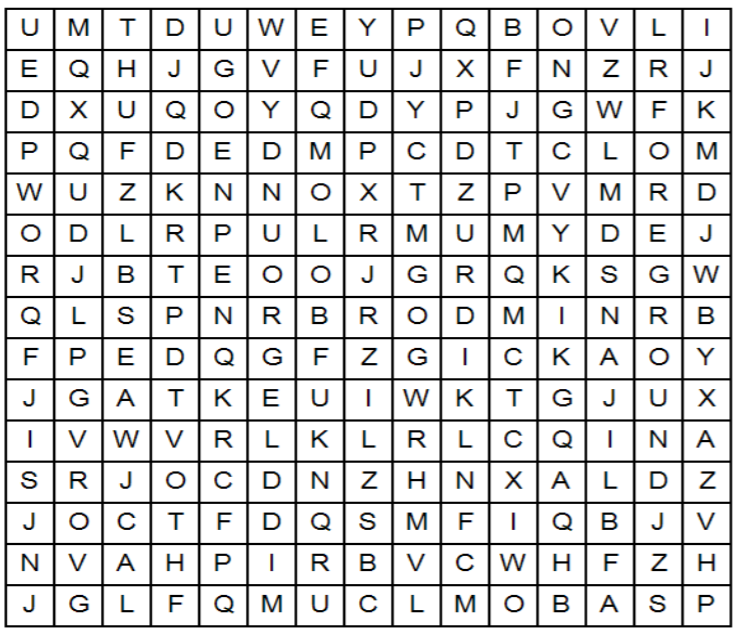 U M T D U W E Y P Q B O V L I
E Q H J G V F U J X F N Z R J
D X U Q O Y Q D Y P J G W F K
P Q F D E D M P C D T C L O M
W U Z K N N O X T Z P V M R D
O D L R P U L R M U M Y D E J
R J B T E O O J G R Q K S G W
Q L S P N R B R O D M I N R B
F P E D Q G F Z G I C K A O Y
J G A T K E U I W K T G J U X
I V W V R L K L R L C Q I N A
S R J O C D N Z H N X A L D Z
J O C T F D Q S M F I Q B J V
N V A H P I R B V C W H F Z H
J G L F Q M U C L M O B A S P